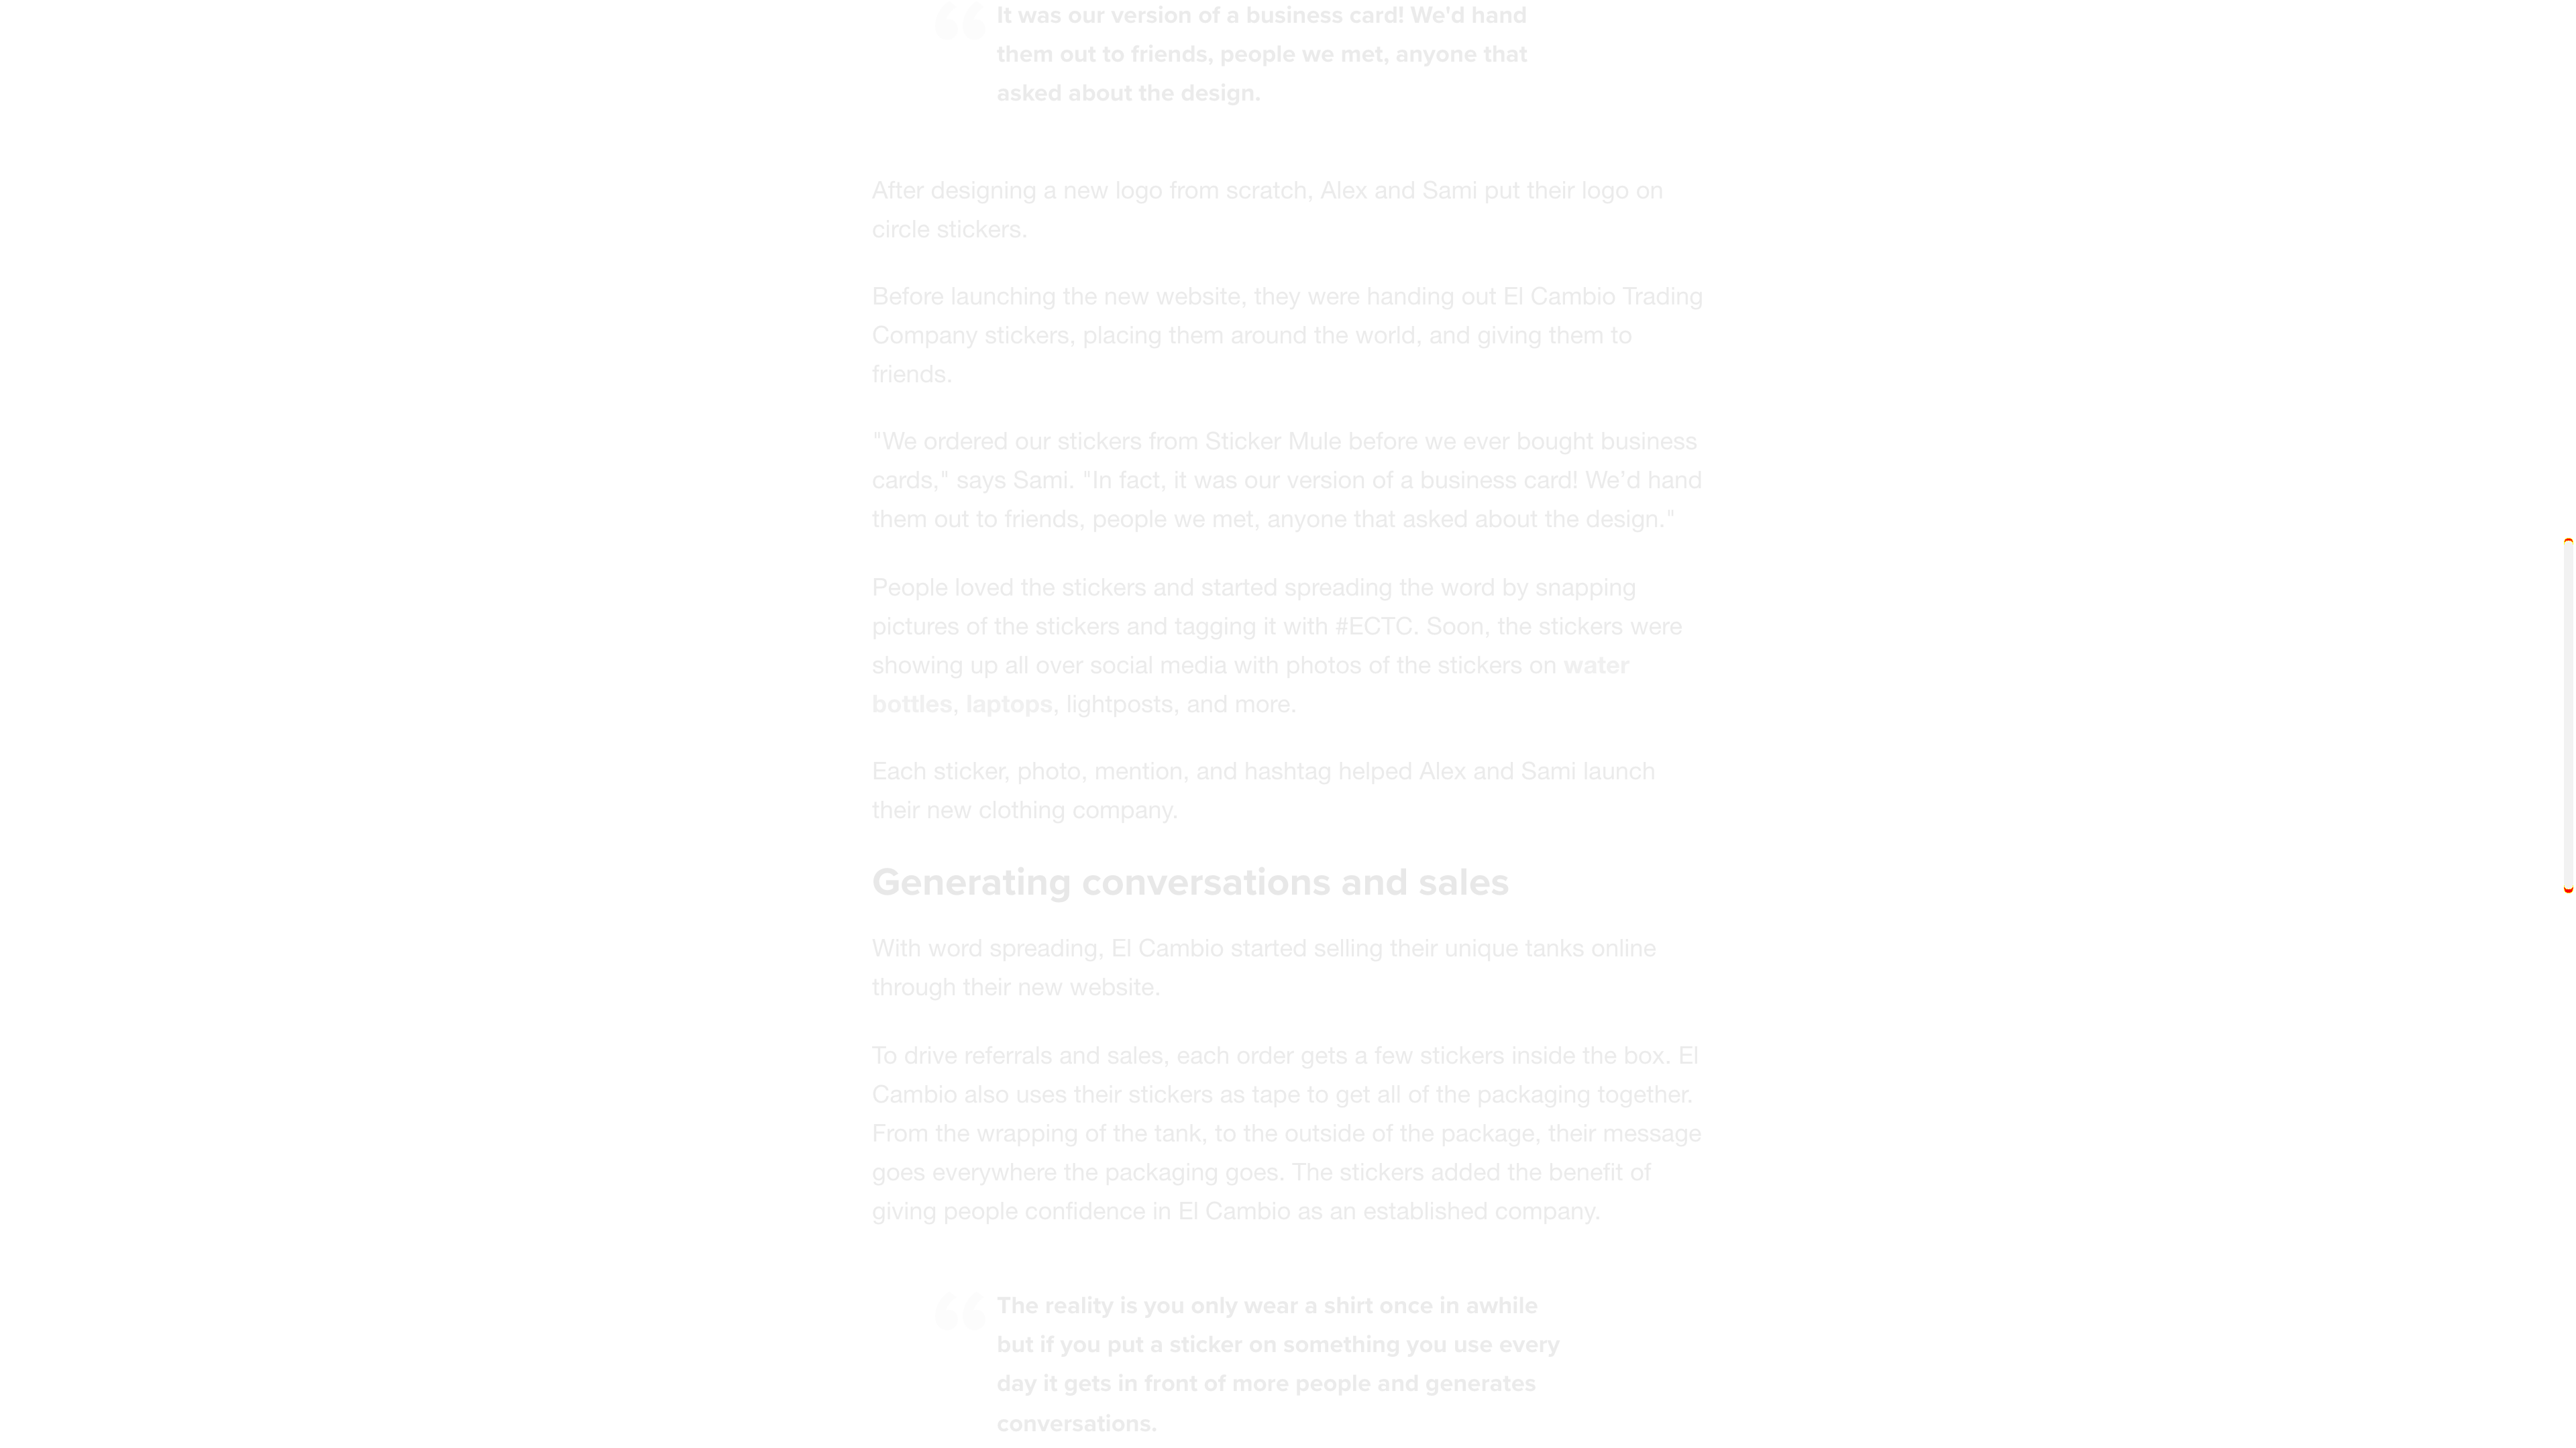 It was our version of a business card! We'd hand
them out to friends, people we met, anyone that
asked about the design.
After designing a new logo from scratch, Alex and Sami put their logo on
circle stickers.
Before launching the new website, they were handing out El Cambio Trading
Company stickers, placing them around the world, and giving them to
friends.
"We ordered our stickers from Sticker Mule before we ever bought business
cards," says Sami. "In fact, it was our version of a business card! We’d hand
them out to friends, people we met, anyone that asked about the design."
People loved the stickers and started spreading the word by snapping
pictures of the stickers and tagging it with #ECTC. Soon, the stickers were
showing up all over social media with photos of the stickers on water
bottles, laptops, lightposts, and more.
Each sticker, photo, mention, and hashtag helped Alex and Sami launch
their new clothing company.
Generating conversations and sales
With word spreading, El Cambio started selling their unique tanks online
through their new website.
To drive referrals and sales, each order gets a few stickers inside the box. El
Cambio also uses their stickers as tape to get all of the packaging together.
From the wrapping of the tank, to the outside of the package, their message
goes everywhere the packaging goes. The stickers added the benefit of
giving people confidence in El Cambio as an established company.
The reality is you only wear a shirt once in awhile
but if you put a sticker on something you use every
day it gets in front of more people and generates
conversations.